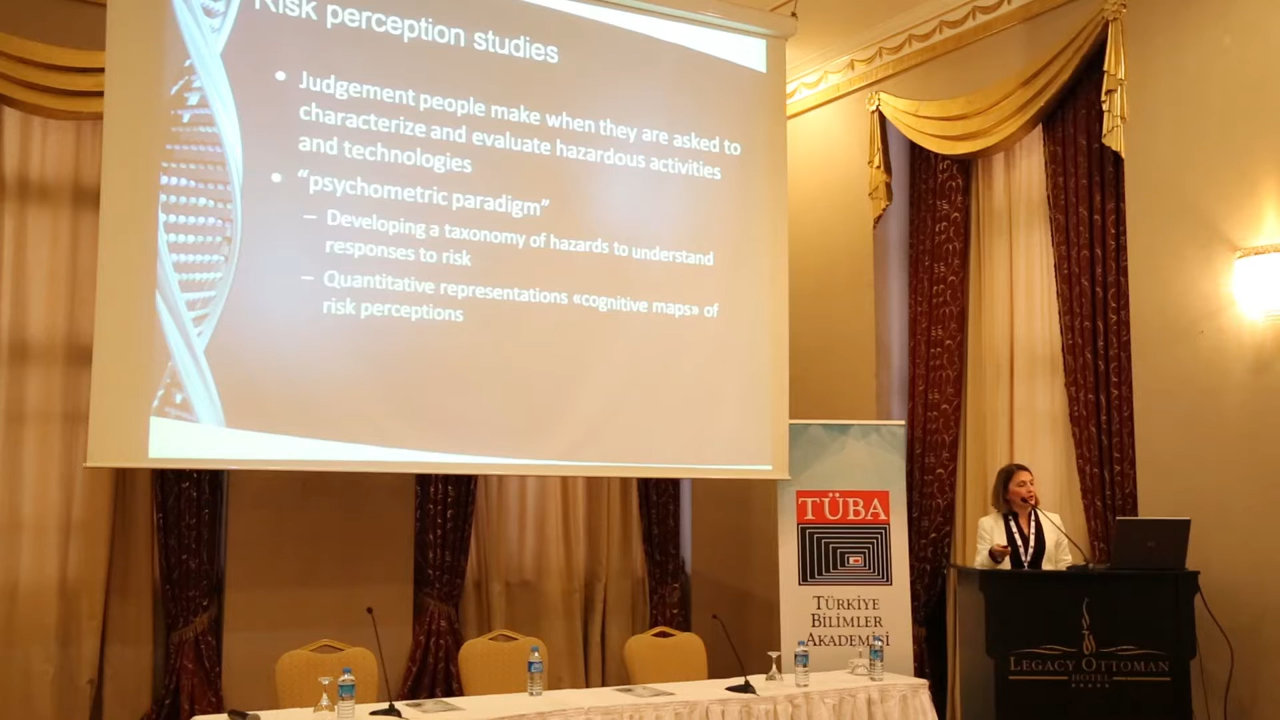 Risk perception studies
• Judgement people make when they are asked to
characterize and evaluate hazardous activities
and technologies
• “psychometric paradigm”
– Developing a taxonomy of hazards to understand
responses to risk
– Quantitative representations «cognitive maps» of
risk perceptions
TÜBA
TÜRKİYE
BİLİMLER
AKADEMİSİ
LEGACY OTTOMAN
HOTEL